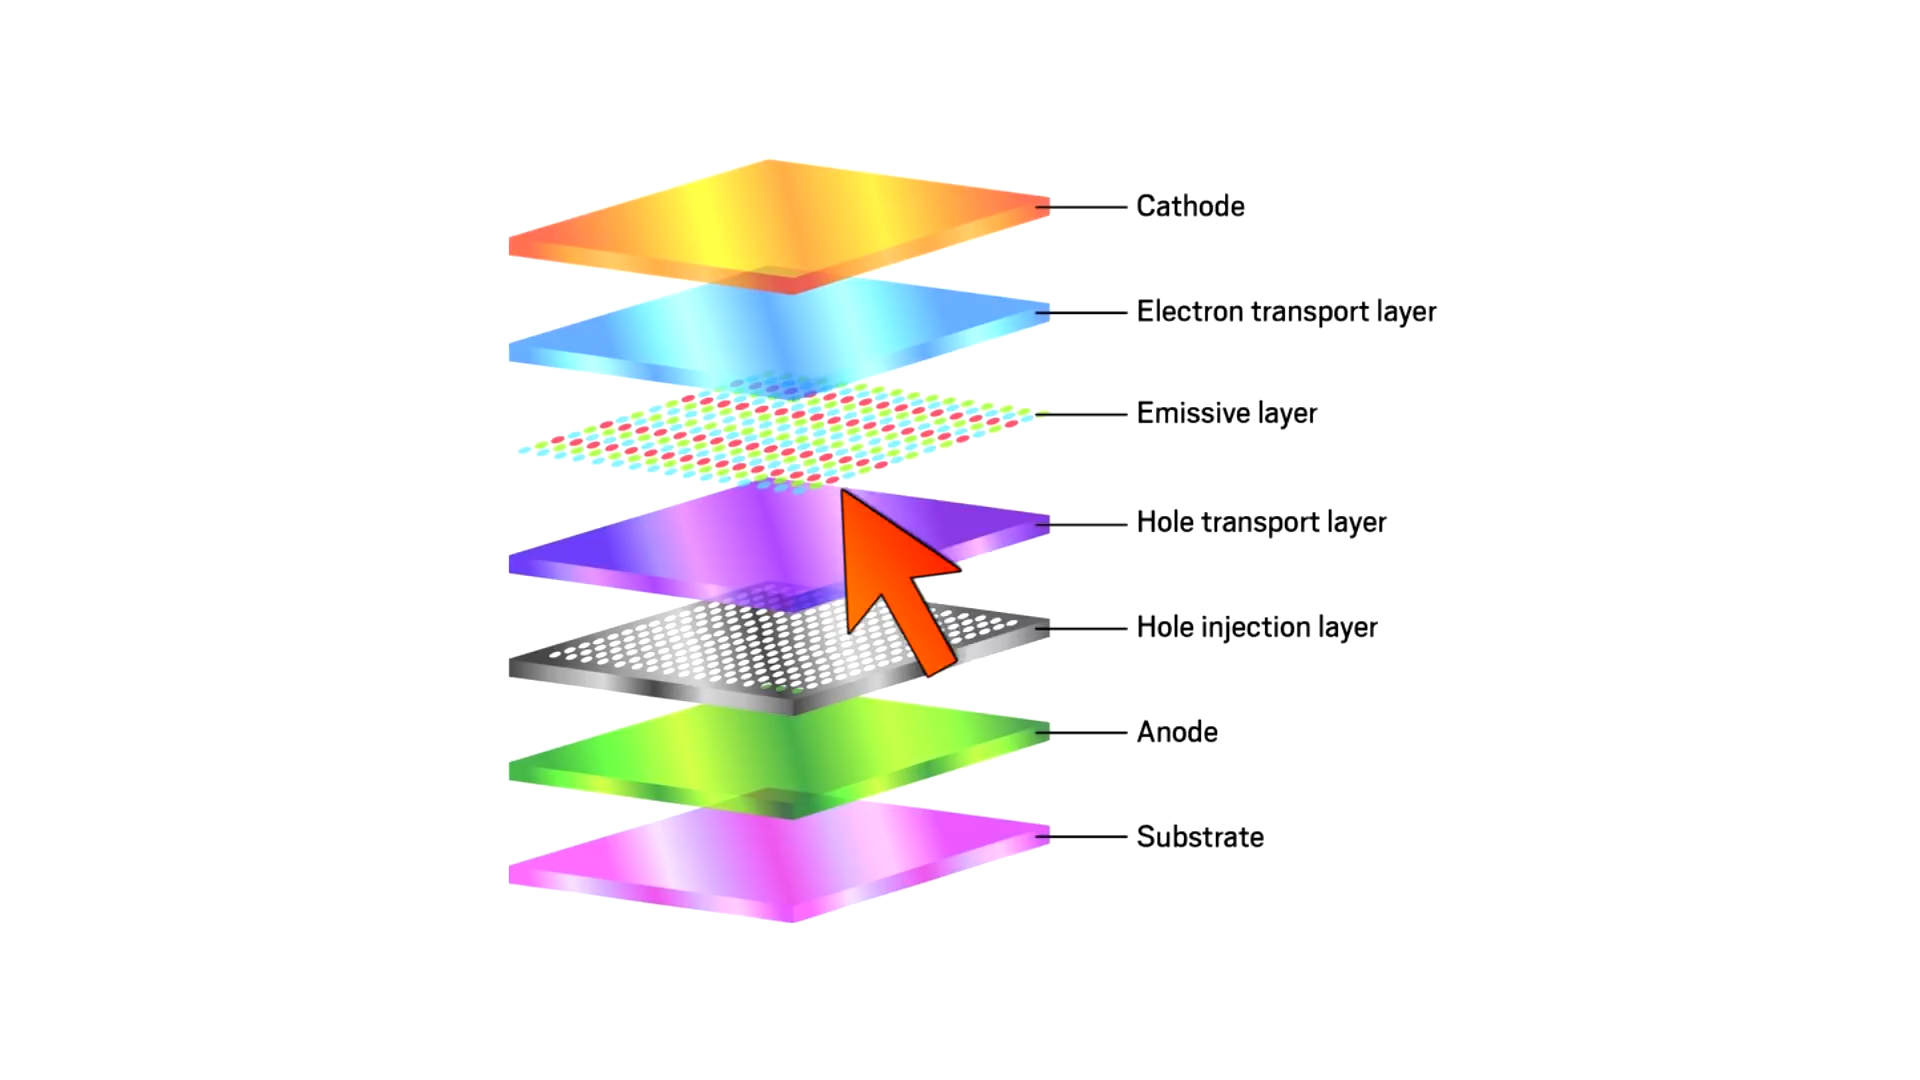 Cathode
Electron transport layer
Emissive layer
Hole transport layer
Hole injection layer
Anode
Substrate